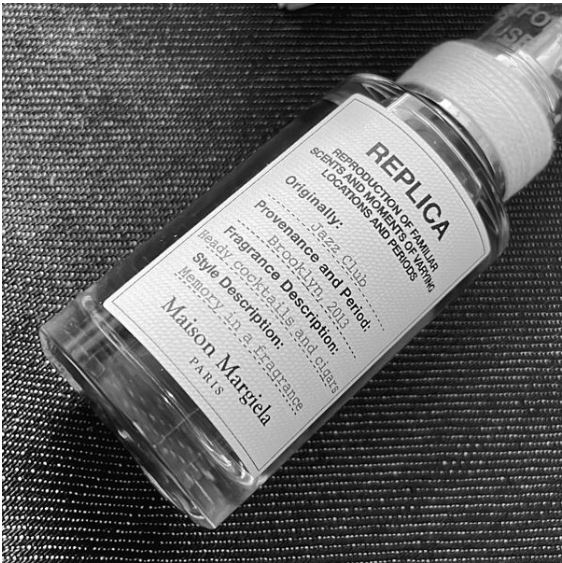 REPLICA
REPRODUCTION OF FAMILIAR
SCENTS AND MOMENTS OF VARYING
LOCATIONS AND PERIODS
Originally:
Jazz Club
Provenance and Period:
Brooklyn, 2013
Fragrance Description:
Heady cocktails and cigars
Style Description:
Memory in a fragrance
Maison Margiela
PARIS